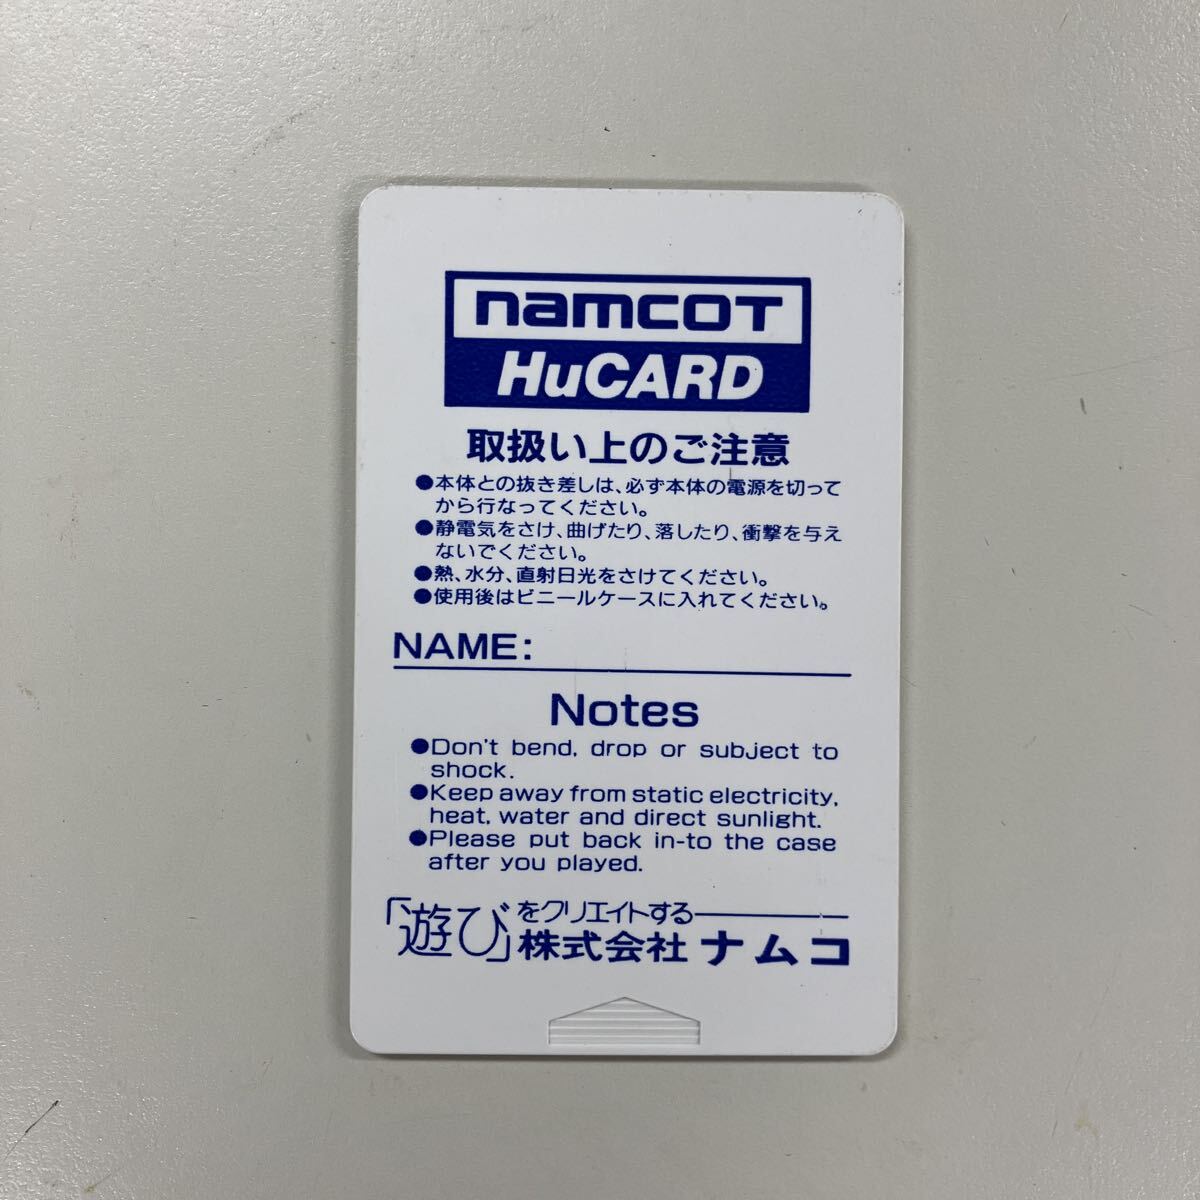 namcot
HuCARD
取扱い上のご注意
●本体との抜き差しは、必ず本体の電源を切って
から行なってください。
●静電気をさけ、曲げたり、落したり、衝撃を与え
ないでください。
●熱、水分、直射日光をさけてください。
●使用後はビニールケースに入れてください。
NAME:
Notes
●Don't bend, drop or subject to
shock.
●Keep away from static electricity,
heat, water and direct sunlight.
●Please put back in-to the case
after you played.
「遊び」をクリエイトする
株式会社 ナムコ